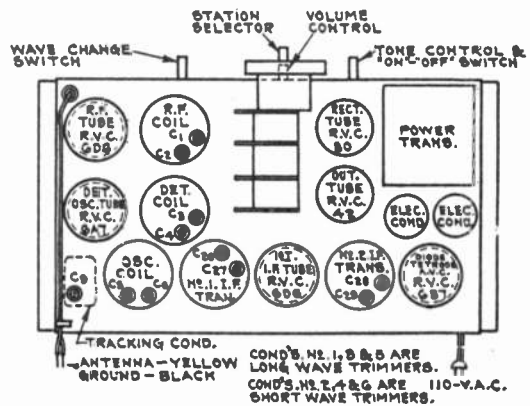 STATION
SELECTOR
VOLUME
CONTROL
WAVE CHANGE
SWITCH
TONE CONTROL &
"ON"-"OFF" SWITCH
R.F.
TUBE
R.V.C.
6D6
R.F.
COIL
C1
C2
RECT.
TUBE
R.V.C.
80
POWER
TRANS.
DET.
OSC. TUBE
R.V.C.
6A7
DET.
COIL
C3
C4
OUT.
TUBE
R.V.C.
42
ELEC.
COND.
ELEC.
COND.
C9
OSC.
COIL
C5 C6
C26
C27
Nº.1. I.F.
TRAN.
1ST.
I.F. TUBE
R.V.C.
6D6
Nº.2. I.F.
TRANS.
C28
C29
DIODE
A.V.C.
R.V.C.
6B7
TRACKING COND.
ANTENNA-YELLOW
GROUND-BLACK
COND'S. Nº. 1, 3 & 5 ARE
LONG WAVE TRIMMERS.
COND'S. Nº. 2, 4 & 6 ARE
SHORT WAVE TRIMMERS.
110-V.A.C.